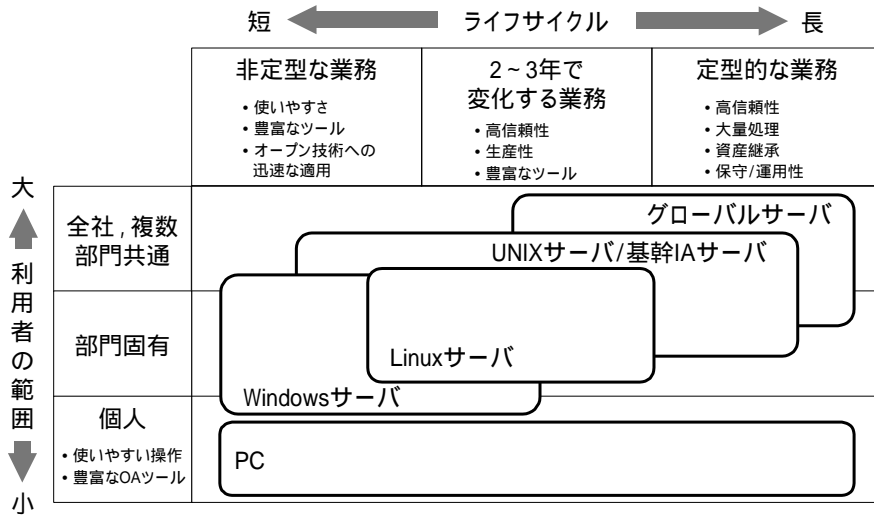 短 ライフサイクル 長
非定型な業務
• 使いやすさ
• 豊富なツール
• オープン技術への
迅速な適用
2~3年で
変化する業務
• 高信頼性
• 生産性
• 豊富なツール
定型的な業務
• 高信頼性
• 大量処理
• 資産継承
• 保守/運用性
大
利用者の範囲
小
全社,複数
部門共通
部門固有
個人
• 使いやすい操作
• 豊富なOAツール
グローバルサーバ
UNIXサーバ/基幹IAサーバ
Linuxサーバ
Windowsサーバ
PC